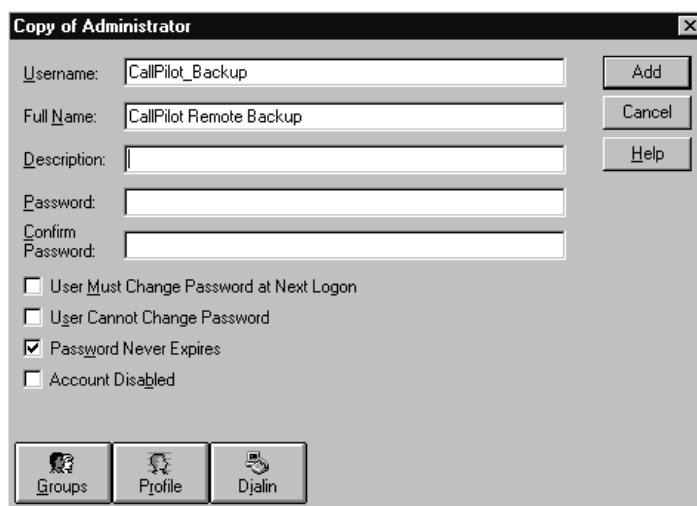 Copy of Administrator
Username: CallPilot_Backup
Add
Full Name: CallPilot Remote Backup
Cancel
Description:
Help
Password:
Confirm
Password:
User Must Change Password at Next Logon
User Cannot Change Password
Password Never Expires
Account Disabled
Groups
Profile
Dialin